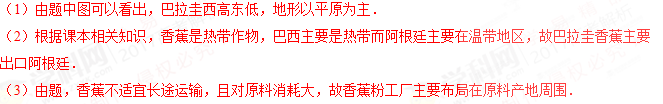 （1）由题中图可以看出，巴拉圭西高东低，地形以平原为主．
（2）根据课本相关知识，香蕉是热带作物，巴西主要是热带而阿根廷主要在温带地区，故巴拉圭香蕉主要
出口阿根廷．
（3）由题，香蕉不适宜长途运输，且对原料消耗大，故香蕉粉工厂主要布局在原料产地周围．